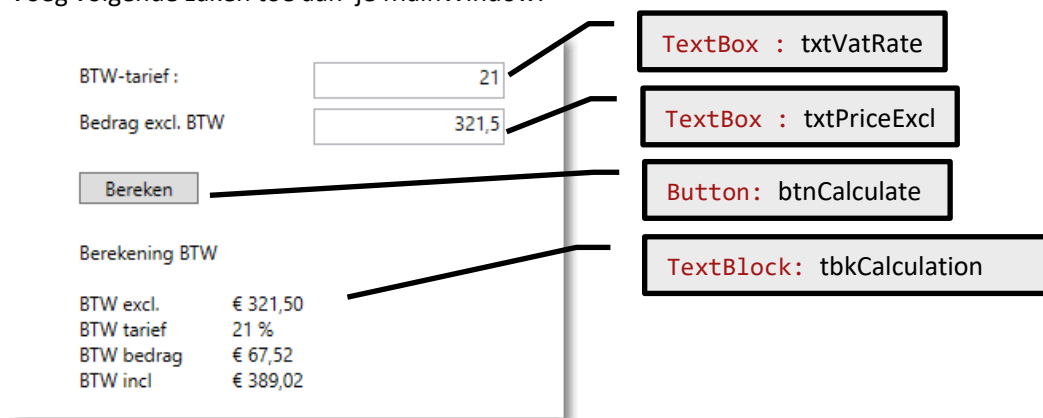 Voeg volgende zaken toe aan je mainWindow:
TextBox : txtVatRate
BTW-tarief : 21
TextBox : txtPriceExcl
Bedrag excl. BTW 321,5
Bereken
Button: btnCalculate
Berekening BTW
TextBlock: tbkCalculation
BTW excl. € 321,50
BTW tarief 21 %
BTW bedrag € 67,52
BTW incl € 389,02